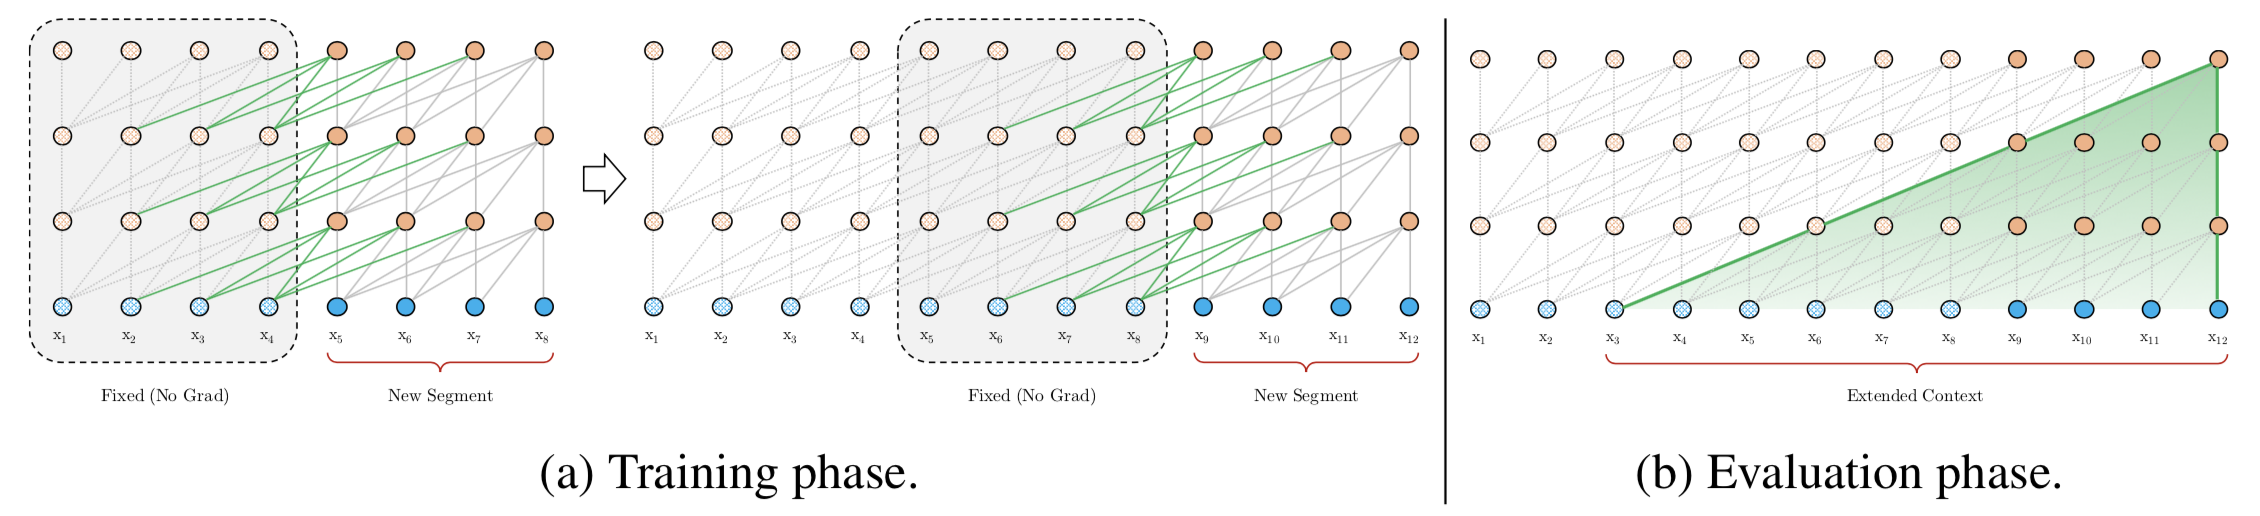 x₁ x₂ x₃ x₄ x₅ x₆ x₇ x₈
Fixed (No Grad)
New Segment
x₁ x₂ x₃ x₄ x₅ x₆ x₇ x₈ x₉ x₁₀ x₁₁ x₁₂
Fixed (No Grad)
New Segment
(a) Training phase.
x₁ x₂ x₃ x₄ x₅ x₆ x₇ x₈ x₉ x₁₀ x₁₁ x₁₂
Extended Context
(b) Evaluation phase.